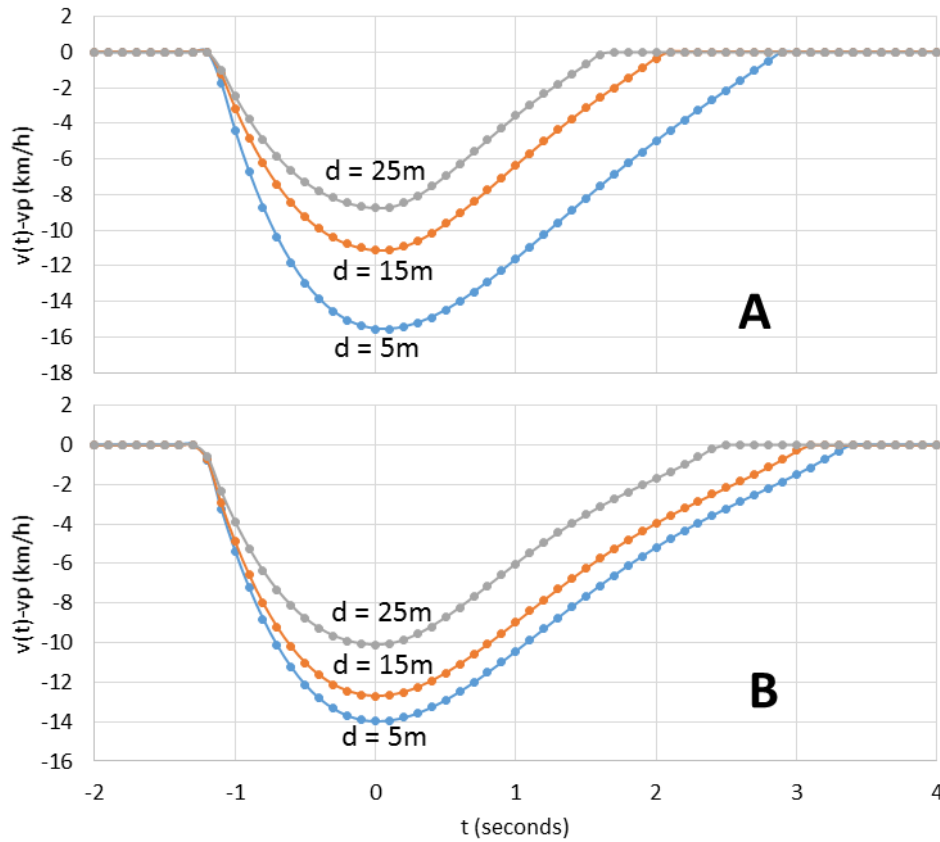 2
0
-2
-4
-6
-8
-10
-12
-14
-16
-18
v(t)-vp (km/h)
d = 25m
d = 15m
d = 5m
A
2
0
-2
-4
-6
-8
-10
-12
-14
-16
v(t)-vp (km/h)
d = 25m
d = 15m
d = 5m
B
-2 -1 0 1 2 3 4
t (seconds)